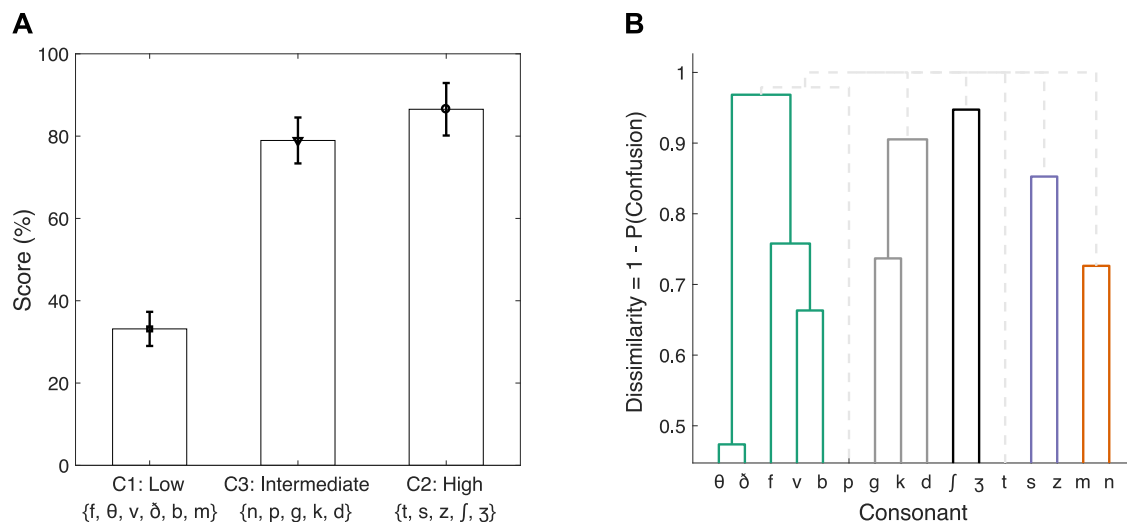 A
Score (%)
100
80
60
40
20
0
C1: Low
{f, θ, v, ð, b, m}
C3: Intermediate
{n, p, g, k, d}
C2: High
{t, s, z, ʃ, ʒ}
B
Dissimilarity = 1 - P(Confusion)
1
0.9
0.8
0.7
0.6
0.5
θ ð f v b p g k d ʃ ʒ t s z m n
Consonant